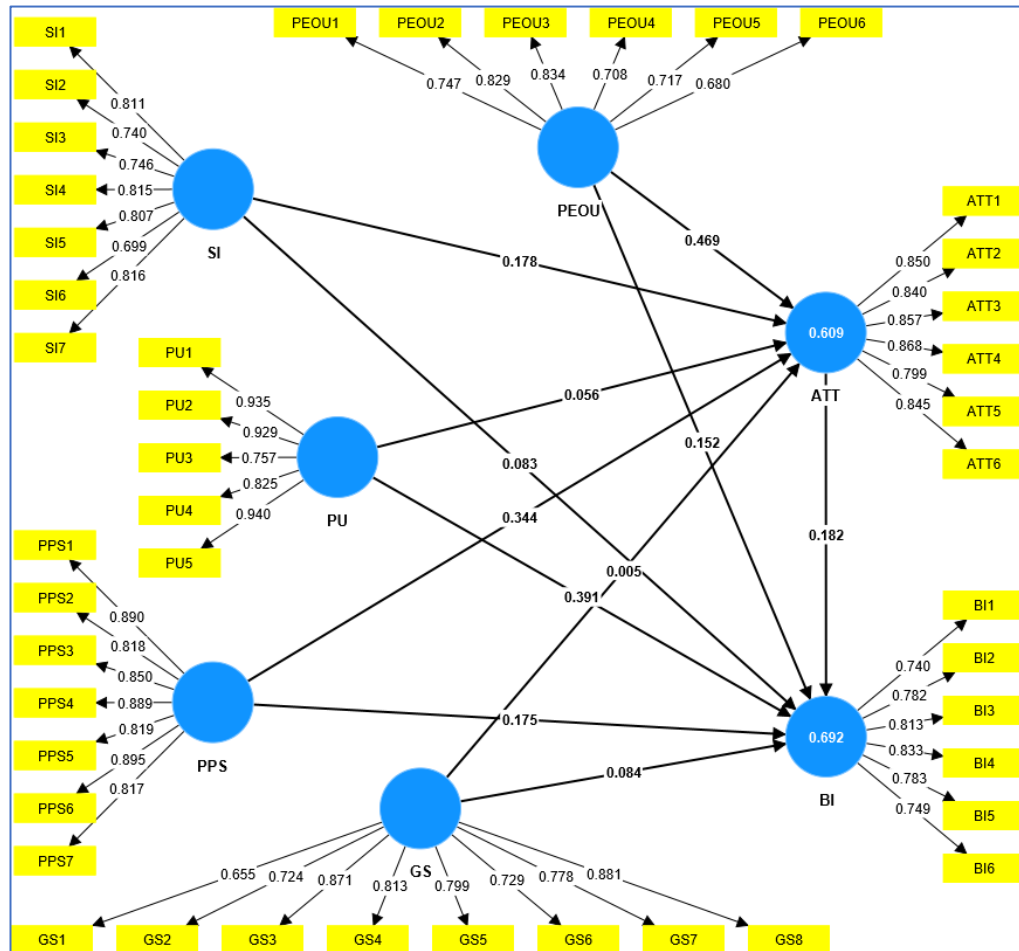 SI1
SI2
SI3
SI4
SI5
SI6
SI7
0.811
0.740
0.746
0.815
0.807
0.699
0.816
SI
PEOU1
PEOU2
PEOU3
PEOU4
PEOU5
PEOU6
0.747
0.829
0.834
0.708
0.717
0.680
PEOU
PU1
PU2
PU3
PU4
PU5
0.935
0.929
0.757
0.825
0.940
PU
PPS1
PPS2
PPS3
PPS4
PPS5
PPS6
PPS7
0.890
0.818
0.850
0.889
0.819
0.895
0.817
PPS
GS
0.655
0.724
0.871
0.813
0.799
0.729
0.778
0.881
GS1
GS2
GS3
GS4
GS5
GS6
GS7
GS8
0.469
0.178
0.056
0.152
0.083
0.344
0.005
0.391
0.182
0.175
0.084
0.609
ATT
0.850
0.840
0.857
0.868
0.799
0.845
ATT1
ATT2
ATT3
ATT4
ATT5
ATT6
0.692
BI
0.740
0.782
0.813
0.833
0.783
0.749
BI1
BI2
BI3
BI4
BI5
BI6